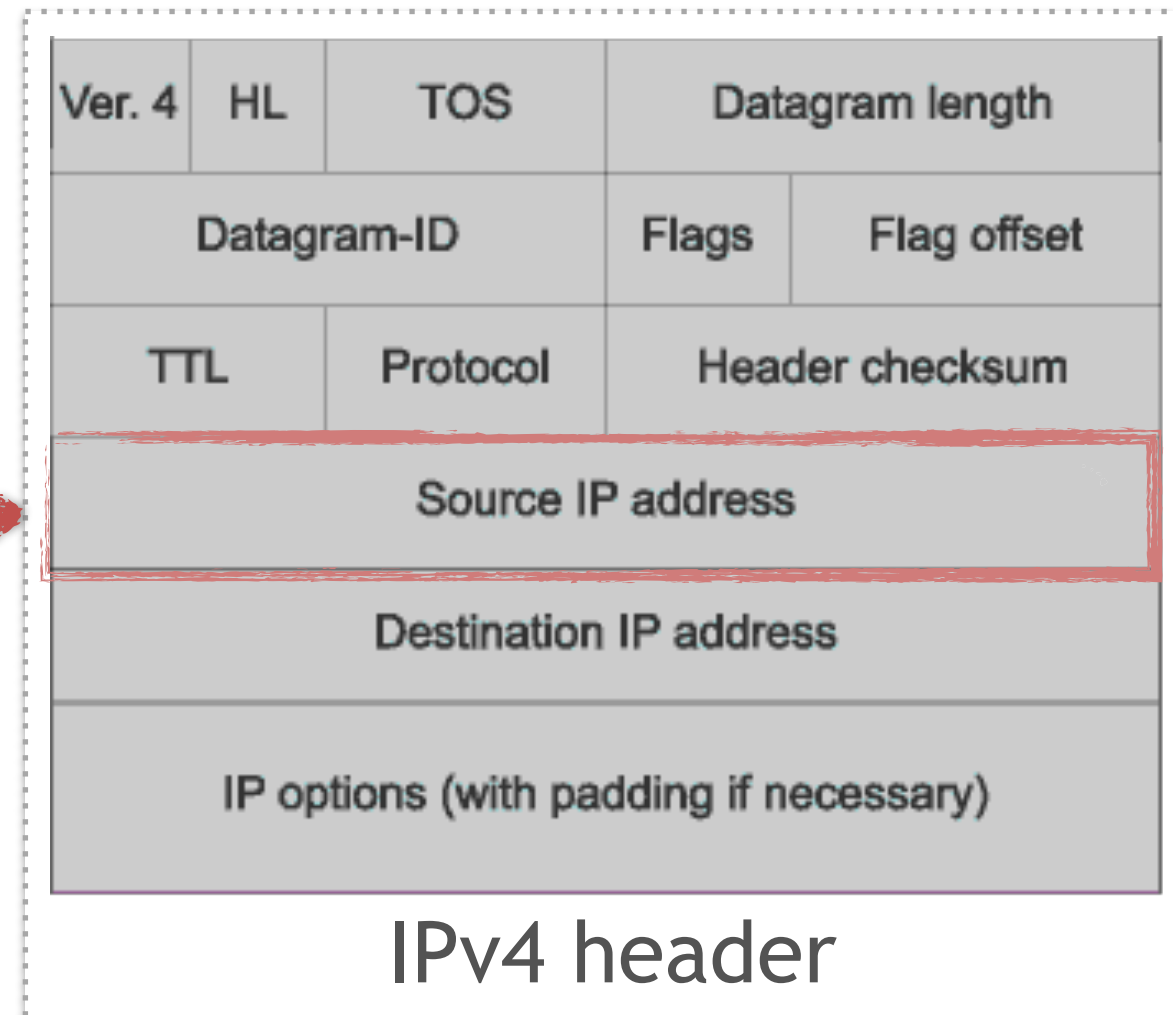 Ver. 4 HL TOS Datagram length
Datagram-ID Flags Flag offset
TTL Protocol Header checksum
Source IP address
Destination IP address
IP options (with padding if necessary)
IPv4 header